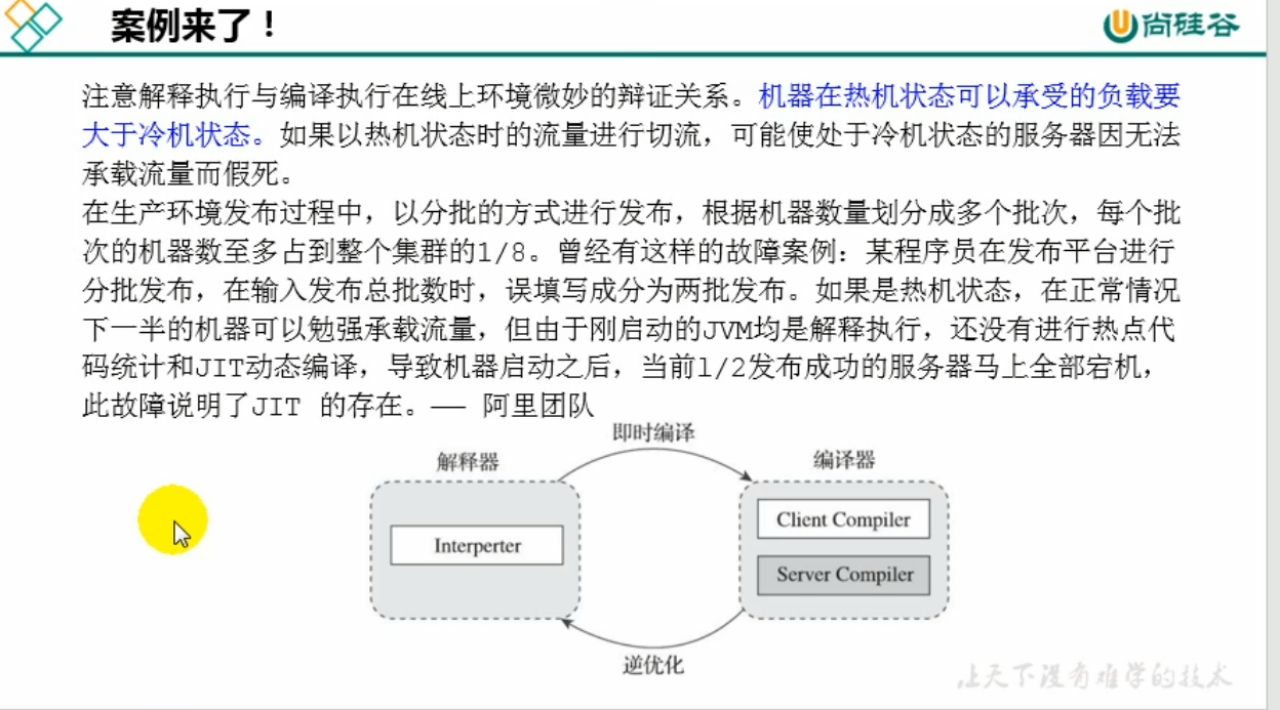 案例来了！
尚硅谷
注意解释执行与编译执行在线上环境微妙的辩证关系。机器在热机状态可以承受的负载要
大于冷机状态。如果以热机状态时的流量进行切流，可能使处于冷机状态的服务器因无法
承载流量而假死。
在生产环境发布过程中，以分批的方式进行发布，根据机器数量划分成多个批次，每个批
次的机器数至多占到整个集群的1/8。曾经有这样的故障案例：某程序员在发布平台进行
分批发布，在输入发布总批数时，误填写成分为两批发布。如果是热机状态，在正常情况
下一半的机器可以勉强承载流量，但由于刚启动的JVM均是解释执行，还没有进行热点代
码统计和JIT动态编译，导致机器启动之后，当前1/2发布成功的服务器马上全部宕机，
此故障说明了JIT 的存在。—— 阿里团队
即时编译
解释器
编译器
Interperter
Client Compiler
Server Compiler
逆优化
让天下没有难学的技术